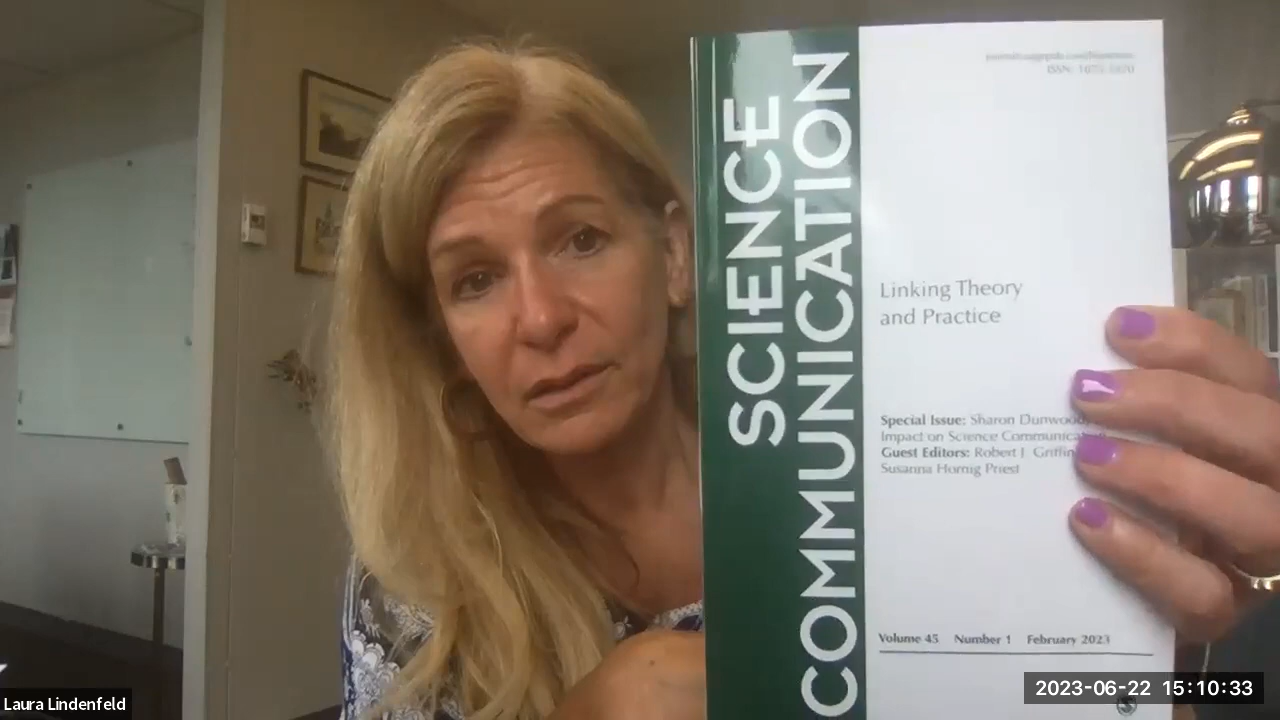 SCIENCE
COMMUNICATION
ISSN:
Linking Theory
and Practice
Special Issue: Sharon Dunwoody
Impact on Science
Guest Editors: Robert J. Griffin
Susanna Hornig Priest
Volume 45 Number 1 February 2023
Laura Lindenfeld
2023-06-22 15:10:33